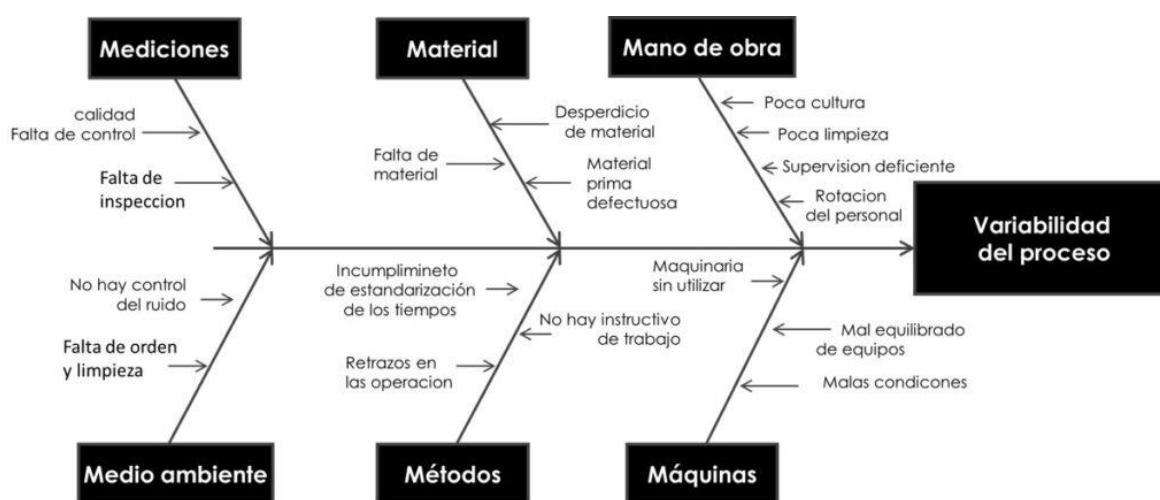 Mediciones
Material
Mano de obra
calidad
Falta de control
Falta de
inspeccion
Desperdicio
de material
Falta de
material
Material
prima
defectuosa
Poca cultura
Poca limpieza
Supervision deficiente
Rotacion
del personal
Variabilidad
del proceso
No hay control
del ruido
Falta de orden
y limpieza
Incumplimineto
de estandarización
de los tiempos
No hay instructivo
de trabajo
Retrazos en
las operacion
Maquinaria
sin utilizar
Mal equilibrado
de equipos
Malas condicones
Medio ambiente
Métodos
Máquinas